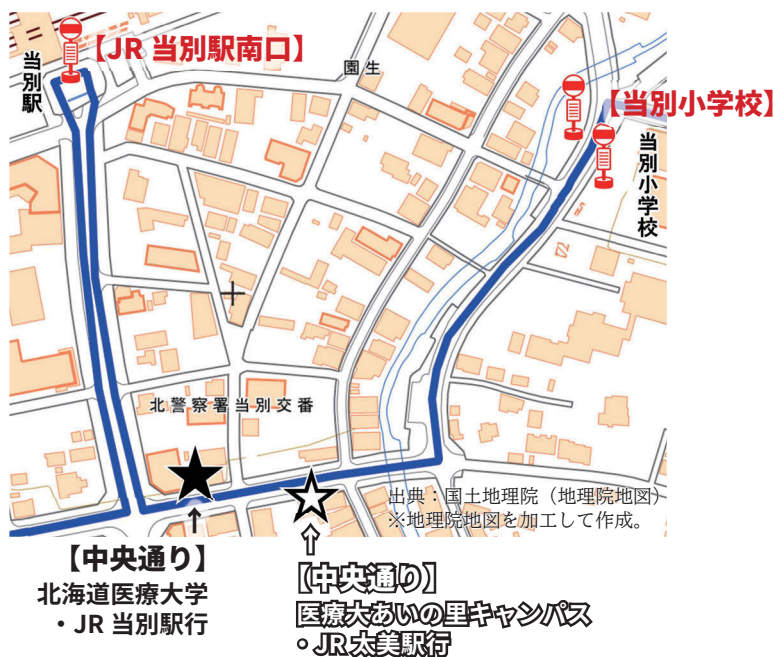 【JR 当別駅南口】
当別駅
園生
【当別小学校】
当別小学校
北警察署当別交番
出典：国土地理院（地理院地図）
※地理院地図を加工して作成。
【中央通り】
北海道医療大学
・JR 当別駅行
【中央通り】
医療大あいの里キャンパス
・JR 太美駅行